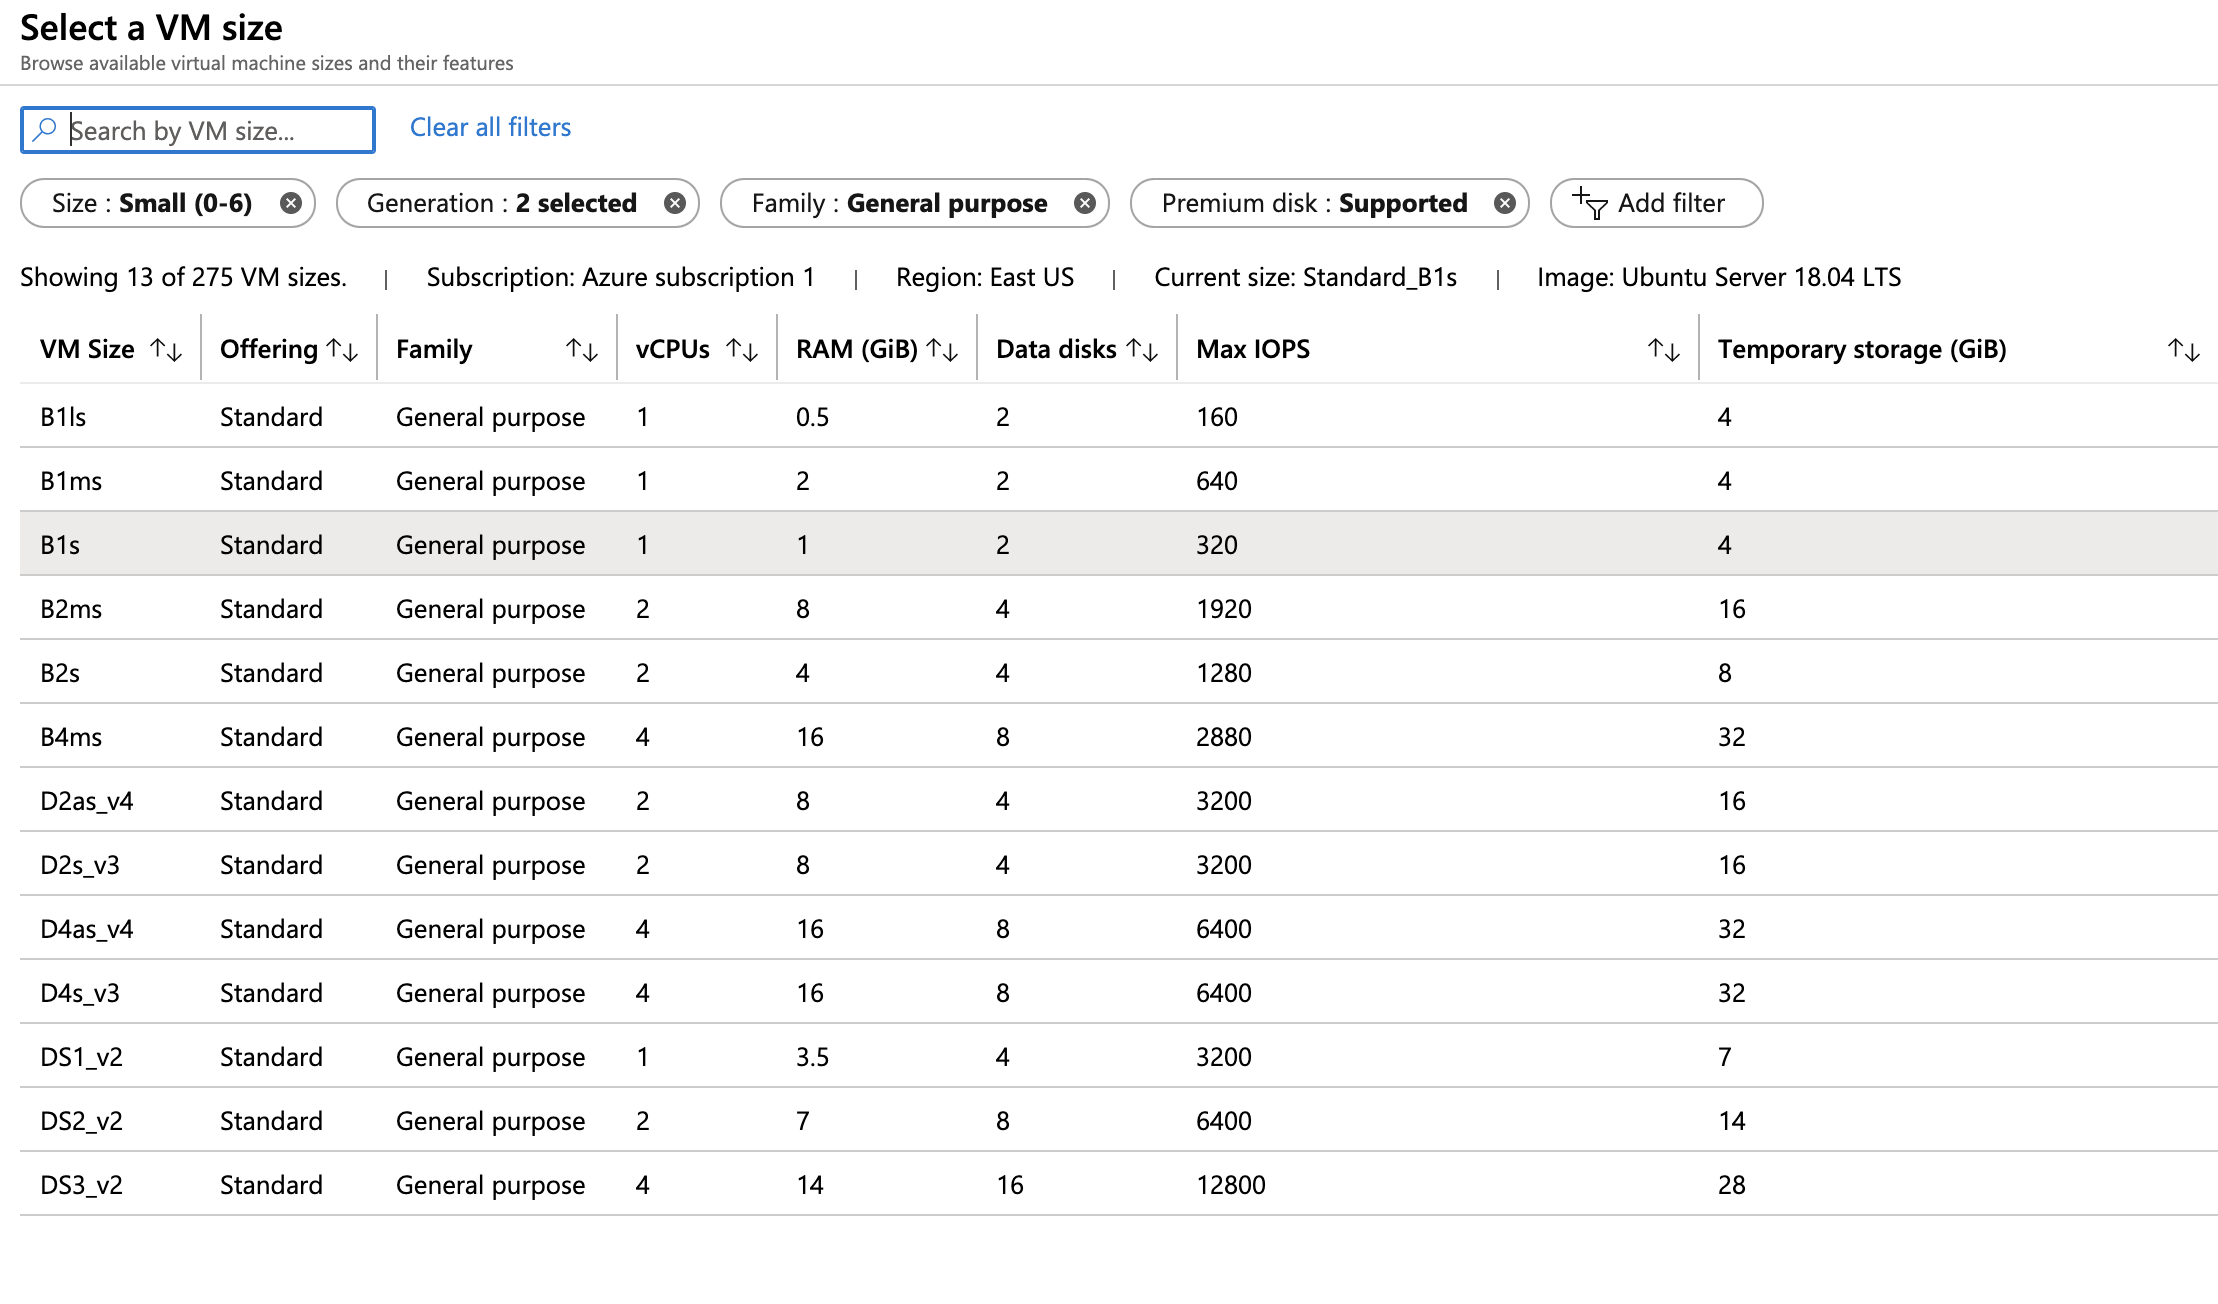 Select a VM size
Browse available virtual machine sizes and their features
Search by VM size... Clear all filters
Size : Small (0-6) Generation : 2 selected Family : General purpose Premium disk : Supported Add filter
Showing 13 of 275 VM sizes. | Subscription: Azure subscription 1 | Region: East US | Current size: Standard_B1s | Image: Ubuntu Server 18.04 LTS
VM Size ↑↓ Offering ↑↓ Family ↑↓ vCPUs ↑↓ RAM (GiB) ↑↓ Data disks ↑↓ Max IOPS ↑↓ Temporary storage (GiB) ↑↓
B1ls Standard General purpose 1 0.5 2 160 4
B1ms Standard General purpose 1 2 2 640 4
B1s Standard General purpose 1 1 2 320 4
B2ms Standard General purpose 2 8 4 1920 16
B2s Standard General purpose 2 4 4 1280 8
B4ms Standard General purpose 4 16 8 2880 32
D2as_v4 Standard General purpose 2 8 4 3200 16
D2s_v3 Standard General purpose 2 8 4 3200 16
D4as_v4 Standard General purpose 4 16 8 6400 32
D4s_v3 Standard General purpose 4 16 8 6400 32
DS1_v2 Standard General purpose 1 3.5 4 3200 7
DS2_v2 Standard General purpose 2 7 8 6400 14
DS3_v2 Standard General purpose 4 14 16 12800 28